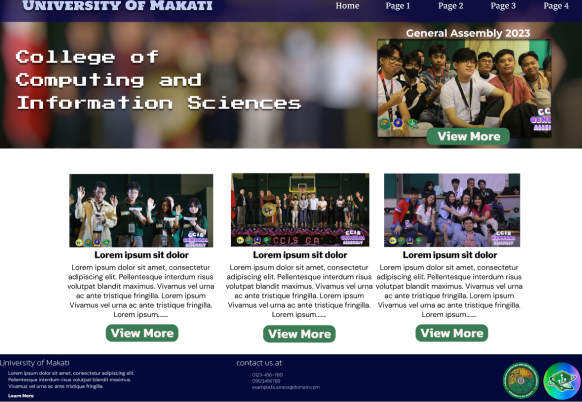 University Of Makati
Home Page 1 Page 2 Page 3 Page 4
General Assembly 2023
College of
Computing and
Information Sciences
View More
CCIS GA
Lorem ipsum sit dolor
Lorem ipsum dolor sit amet, consectetur
adipiscing elit. Pellentesque interdum risus
volutpat blandit maximus. Vivamus vel urna
ac ante tristique fringilla. Lorem ipsum
Vivamus vel urna ac ante tristique fringilla.
Lorem ipsum......
View More
Lorem ipsum sit dolor
Lorem ipsum dolor sit amet, consectetur
adipiscing elit. Pellentesque interdum risus
volutpat blandit maximus. Vivamus vel urna
ac ante tristique fringilla. Lorem ipsum
Vivamus vel urna ac ante tristique fringilla.
Lorem ipsum......
View More
Lorem ipsum sit dolor
Lorem ipsum dolor sit amet, consectetur
adipiscing elit. Pellentesque interdum risus
volutpat blandit maximus. Vivamus vel urna
ac ante tristique fringilla. Lorem ipsum
Vivamus vel urna ac ante tristique fringilla.
Lorem ipsum......
View More
University of Makati
Lorem ipsum dolor sit amet, consectetur adipiscing elit.
Pellentesque interdum risus volutpat blandit maximus.
Vivamus vel urna ac ante tristique fringilla.
Learn More
contact us at:
0123-456-780
09123456789
example.business@domain.com